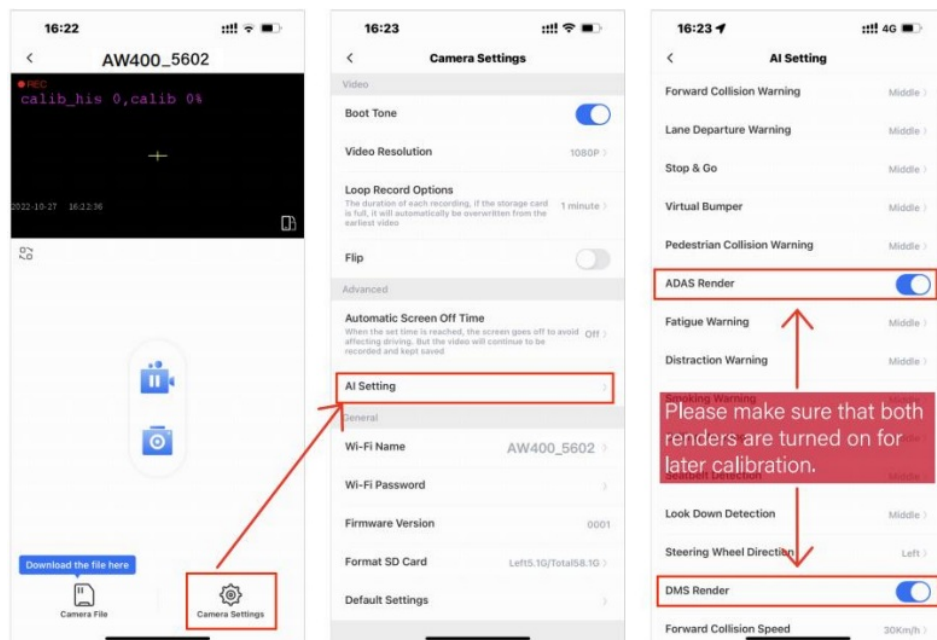 16:22
AW400_5602
REC
calib_his 0,calib 0%
2022-10-27 16:22:36
Download the file here
Camera File
Camera Settings
16:23
Camera Settings
Video
Boot Tone
Video Resolution 1080P
Loop Record Options
The duration of each recording, if the storage card
is full, it will automatically be overwritten from the
earliest video
1 minute
Flip
Advanced
Automatic Screen Off Time
When the set time is reached, the screen goes off to avoid
affecting driving. But the video will continue to be
recorded and kept saved
Off
AI Setting
General
Wi-Fi Name AW400_5602
Wi-Fi Password
Firmware Version 0001
Format SD Card Left5.1G/Total58.1G
Default Settings
16:23 4G
AI Setting
Forward Collision Warning Middle
Lane Departure Warning Middle
Stop & Go Middle
Virtual Bumper Middle
Pedestrian Collision Warning Middle
ADAS Render
Fatigue Warning Middle
Distraction Warning Middle
Smoking Warning
Please make sure that both
renders are turned on for
later calibration.
Seatbelt Detection
Look Down Detection Middle
Steering Wheel Direction Left
DMS Render
Forward Collision Speed 30Km/h